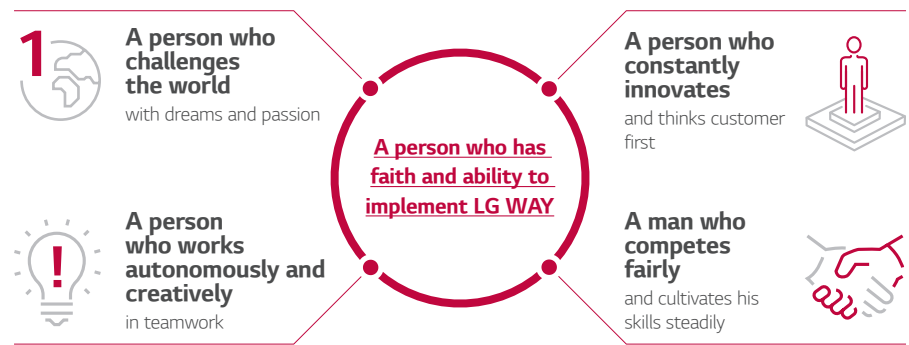 1
A person who
challenges
the world
with dreams and passion
A person who
constantly
innovates
and thinks customer
first
A person who has
faith and ability to
implement LG WAY
!
A person
who works
autonomously and
creatively
in teamwork
A man who
competes
fairly
and cultivates his
skills steadily